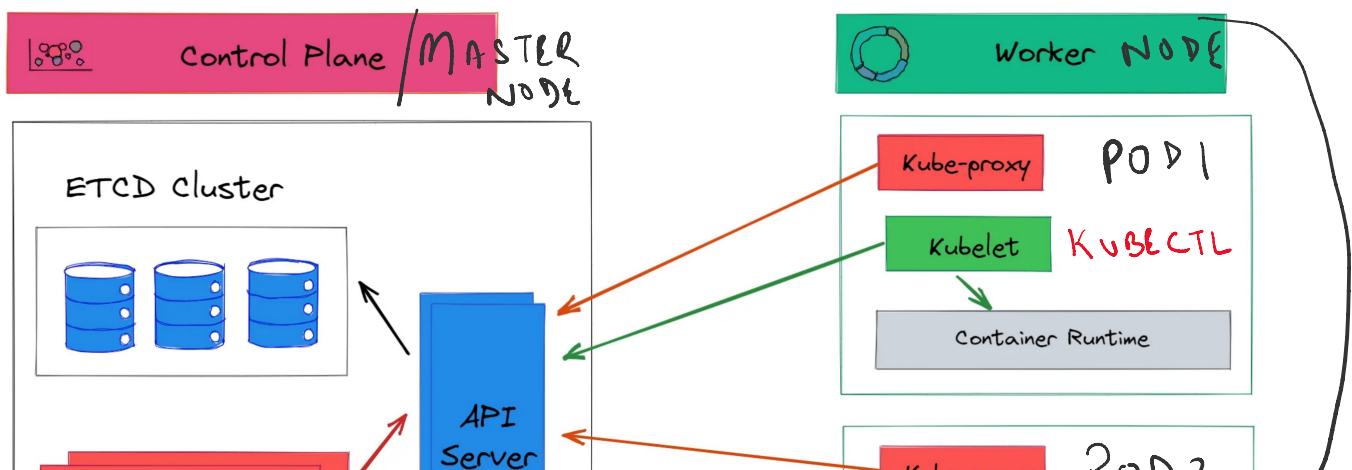 Control Plane / MASTER
NODE
Worker NODE
ETCD Cluster
API
Server
Kube-proxy POD1
Kubelet KUBECTL
Container Runtime